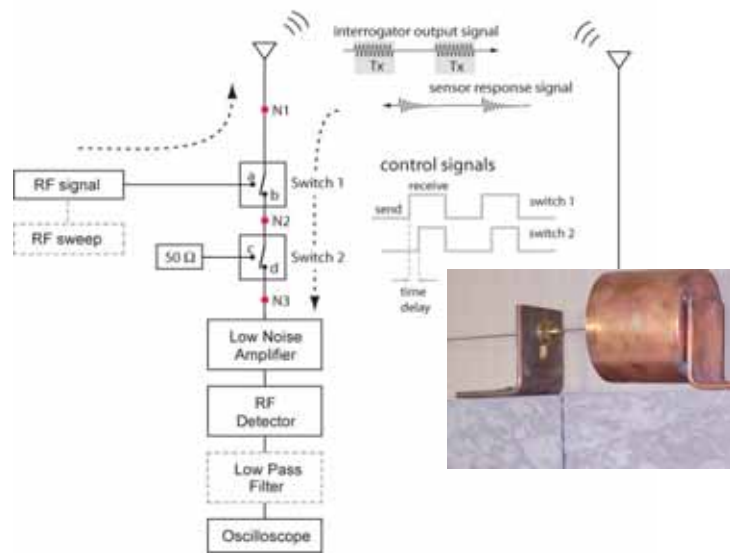 interrogator output signal
Tx
Tx
sensor response signal
N1
control signals
a
b
Switch 1
RF signal
receive
send
switch 1
RF sweep
N2
switch 2
50 Ω
c
d
Switch 2
time
delay
N3
Low Noise
Amplifier
RF
Detector
Low Pass
Filter
Oscilloscope